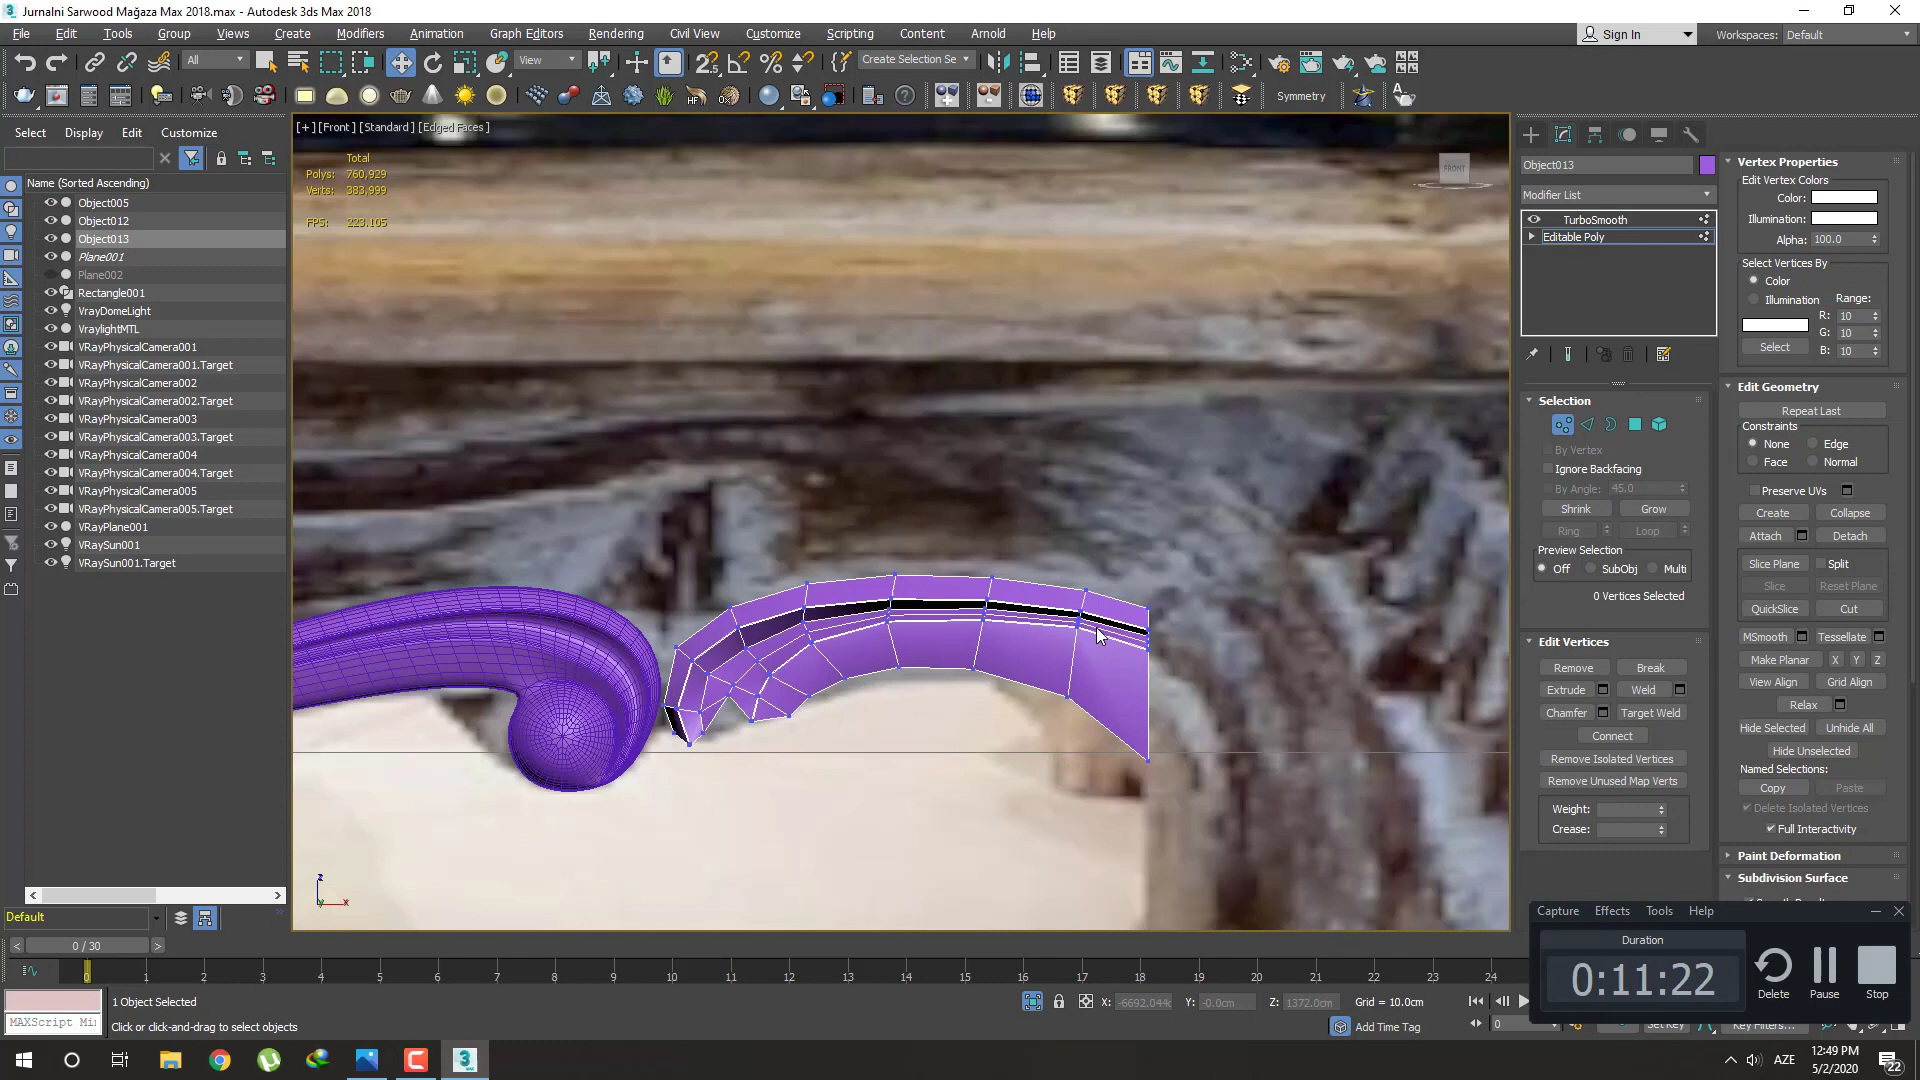 Jurnalni Sarwood Mağaza Max 2018.max - Autodesk 3ds Max 2018
File Edit Tools Group Views Create Modifiers Animation Graph Editors Rendering Civil View Customize Scripting Content Arnold Help
Sign In Workspaces: Default
All View Create Selection Se
HF Symmetry
Select Display Edit Customize
Name (Sorted Ascending)
Object005
Object012
Object013
Plane001
Plane002
Rectangle001
VrayDomeLight
VraylightMTL
VRayPhysicalCamera001
VRayPhysicalCamera001.Target
VRayPhysicalCamera002
VRayPhysicalCamera002.Target
VRayPhysicalCamera003
VRayPhysicalCamera003.Target
VRayPhysicalCamera004
VRayPhysicalCamera004.Target
VRayPhysicalCamera005
VRayPhysicalCamera005.Target
VRayPlane001
VRaySun001
VRaySun001.Target
Default
[+] [Front] [Standard] [Edged Faces]
Total
Polys: 760,929
Verts: 383,999
FPS: 223.105
FRONT
z
x
Object013
Modifier List
TurboSmooth
Editable Poly
Selection
By Vertex
Ignore Backfacing
By Angle: 45.0
Shrink Grow
Ring Loop
Preview Selection
Off SubObj Multi
0 Vertices Selected
Edit Vertices
Remove Break
Extrude Weld
Chamfer Target Weld
Connect
Remove Isolated Vertices
Remove Unused Map Verts
Weight:
Crease:
Vertex Properties
Edit Vertex Colors
Color:
Illumination:
Alpha: 100.0
Select Vertices By
Color
Illumination Range:
R: 10
G: 10
B: 10
Select
Edit Geometry
Repeat Last
Constraints
None Edge
Face Normal
Preserve UVs
Create Collapse
Attach Detach
Slice Plane Split
Slice Reset Plane
QuickSlice Cut
MSmooth Tessellate
Make Planar X Y Z
View Align Grid Align
Relax
Hide Selected Unhide All
Hide Unselected
Named Selections:
Copy Paste
Delete Isolated Vertices
Full Interactivity
Paint Deformation
Subdivision Surface
Capture Effects Tools Help
Duration
0:11:22
Delete Pause Stop
0 / 30
0 1 2 3 4 5 6 7 8 9 10 11 12 13 14 15 16 17 18 19 20 21 22 23 24
1 Object Selected
Click or click-and-drag to select objects
MAXScript Mi
X: -6692.044c Y: -0.0cm Z: 1372.0cm Grid = 10.0cm
Add Time Tag
0
Set Key Key Filters...
AZE
12:49 PM
5/2/2020
22